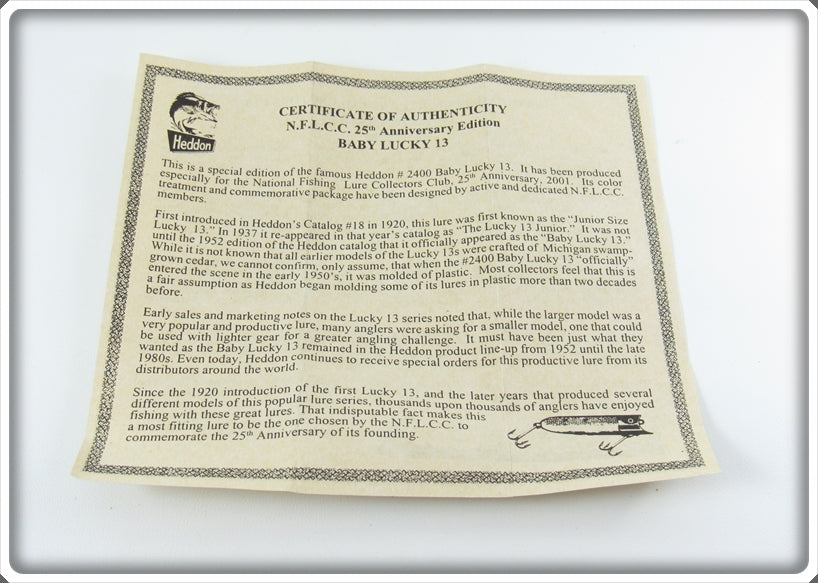 Heddon
CERTIFICATE OF AUTHENTICITY
N.F.L.C.C. 25th Anniversary Edition
BABY LUCKY 13
This is a special edition of the famous Heddon # 2400 Baby Lucky 13. It has been produced
especially for the National Fishing Lure Collectors Club, 25th Anniversary, 2001. Its color
treatment and commemorative package have been designed by active and dedicated N.F.L.C.C.
members.
First introduced in Heddon's Catalog #18 in 1920, this lure was first known as the "Junior Size
Lucky 13." In 1937 it re-appeared in that year's catalog as "The Lucky 13 Junior." It was not
until the 1952 edition of the Heddon catalog that it officially appeared as the "Baby Lucky 13."
While it is not known that all earlier models of the Lucky 13s were crafted of Michigan swamp-
grown cedar, we cannot confirm, only assume, that when the #2400 Baby Lucky 13 "officially"
entered the scene in the early 1950's, it was molded of plastic. Most collectors feel that this is
a fair assumption as Heddon began molding some of its lures in plastic more than two decades
before.
Early sales and marketing notes on the Lucky 13 series noted that, while the larger model was a
very popular and productive lure, many anglers were asking for a smaller model, one that could
be used with lighter gear for a greater angling challenge. It must have been just what they
wanted as the Baby Lucky 13 remained in the Heddon product line-up from 1952 until the late
1980s. Even today, Heddon continues to receive special orders for this productive lure from its
distributors around the world.
Since the 1920 introduction of the first Lucky 13, and the later years that produced several
different models of this popular lure series, thousands upon thousands of anglers have enjoyed
fishing with these great lures. That indisputable fact makes this
a most fitting lure to be the one chosen by the N.F.L.C.C. to
commemorate the 25th Anniversary of its founding.